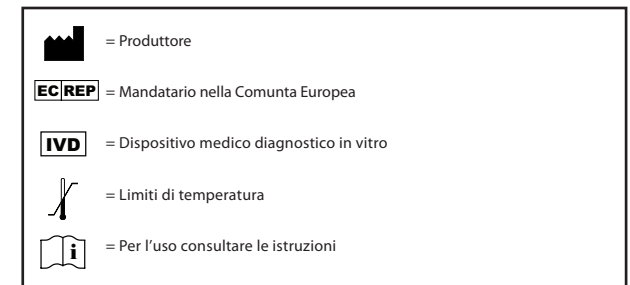 = Produttore
EC REP = Mandatario nella Comunta Europea
IVD = Dispositivo medico diagnostico in vitro
= Limiti di temperatura
i = Per l'uso consultare le istruzioni